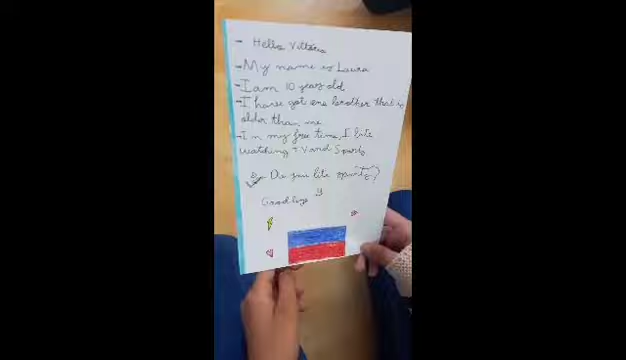 - Hello Vittoria
- My name is Laura
- I am 10 years old
- I have got one brother that is
older than me.
- In my free time, I like
watching TV and Sports
Do you like sports?
Good bye